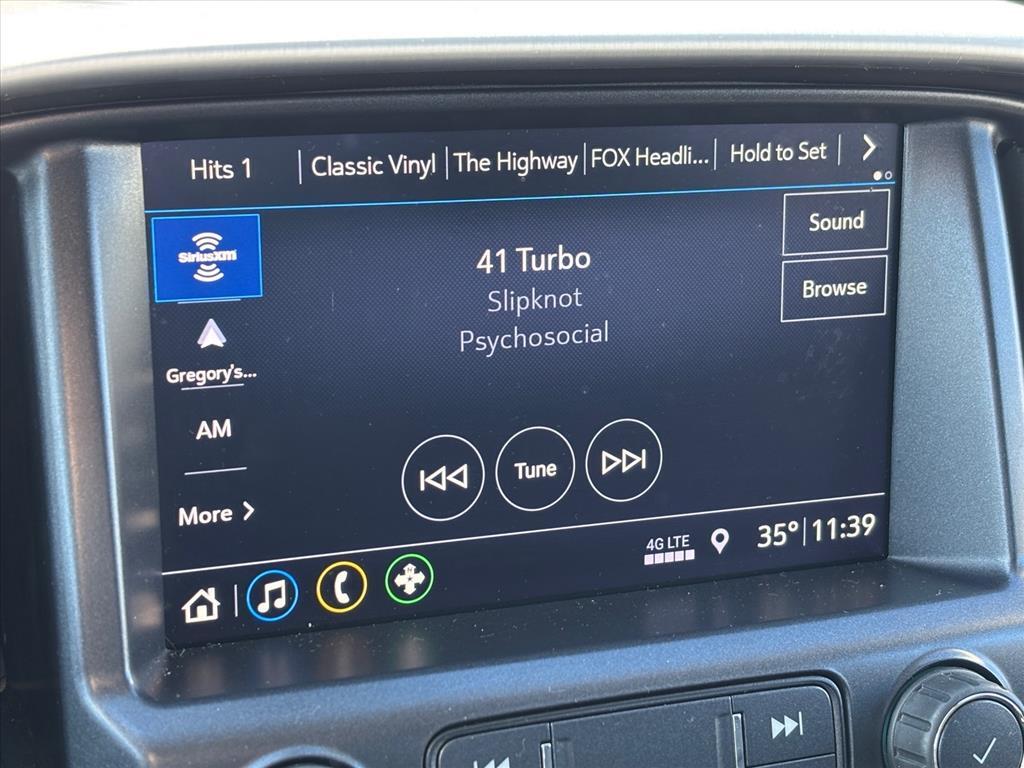 Hits 1
Classic Vinyl
The Highway
FOX Headli...
Hold to Set
SiriusXM
Sound
41 Turbo
Slipknot
Psychosocial
Browse
Gregory's...
AM
Tune
More
4G LTE
35° 11:39
N